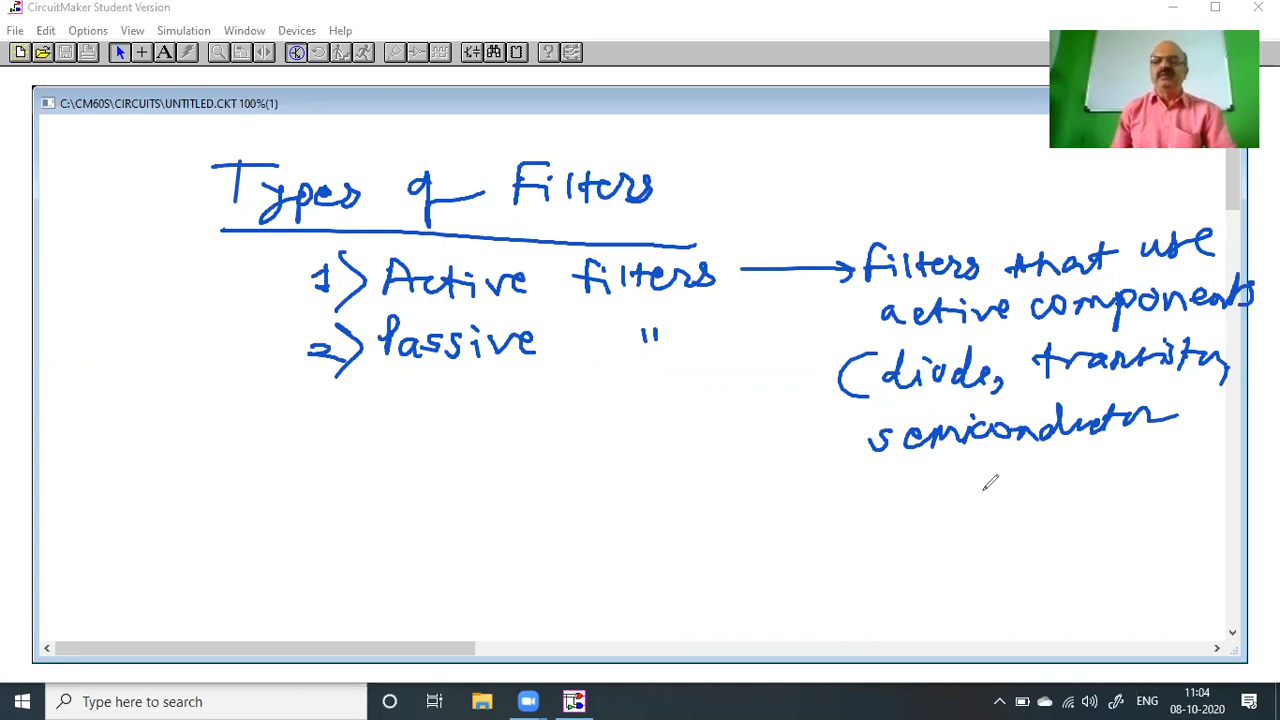 CircuitMaker Student Version
File Edit Options View Simulation Window Devices Help
C:\CM60S\CIRCUITS\UNTITLED.CKT 100%(1)
Types of Filters
1) Active filters → filters that use
active components
2) Passive "
(diode, transistor,
semiconductor
Type here to search
ENG
11:04
08-10-2020